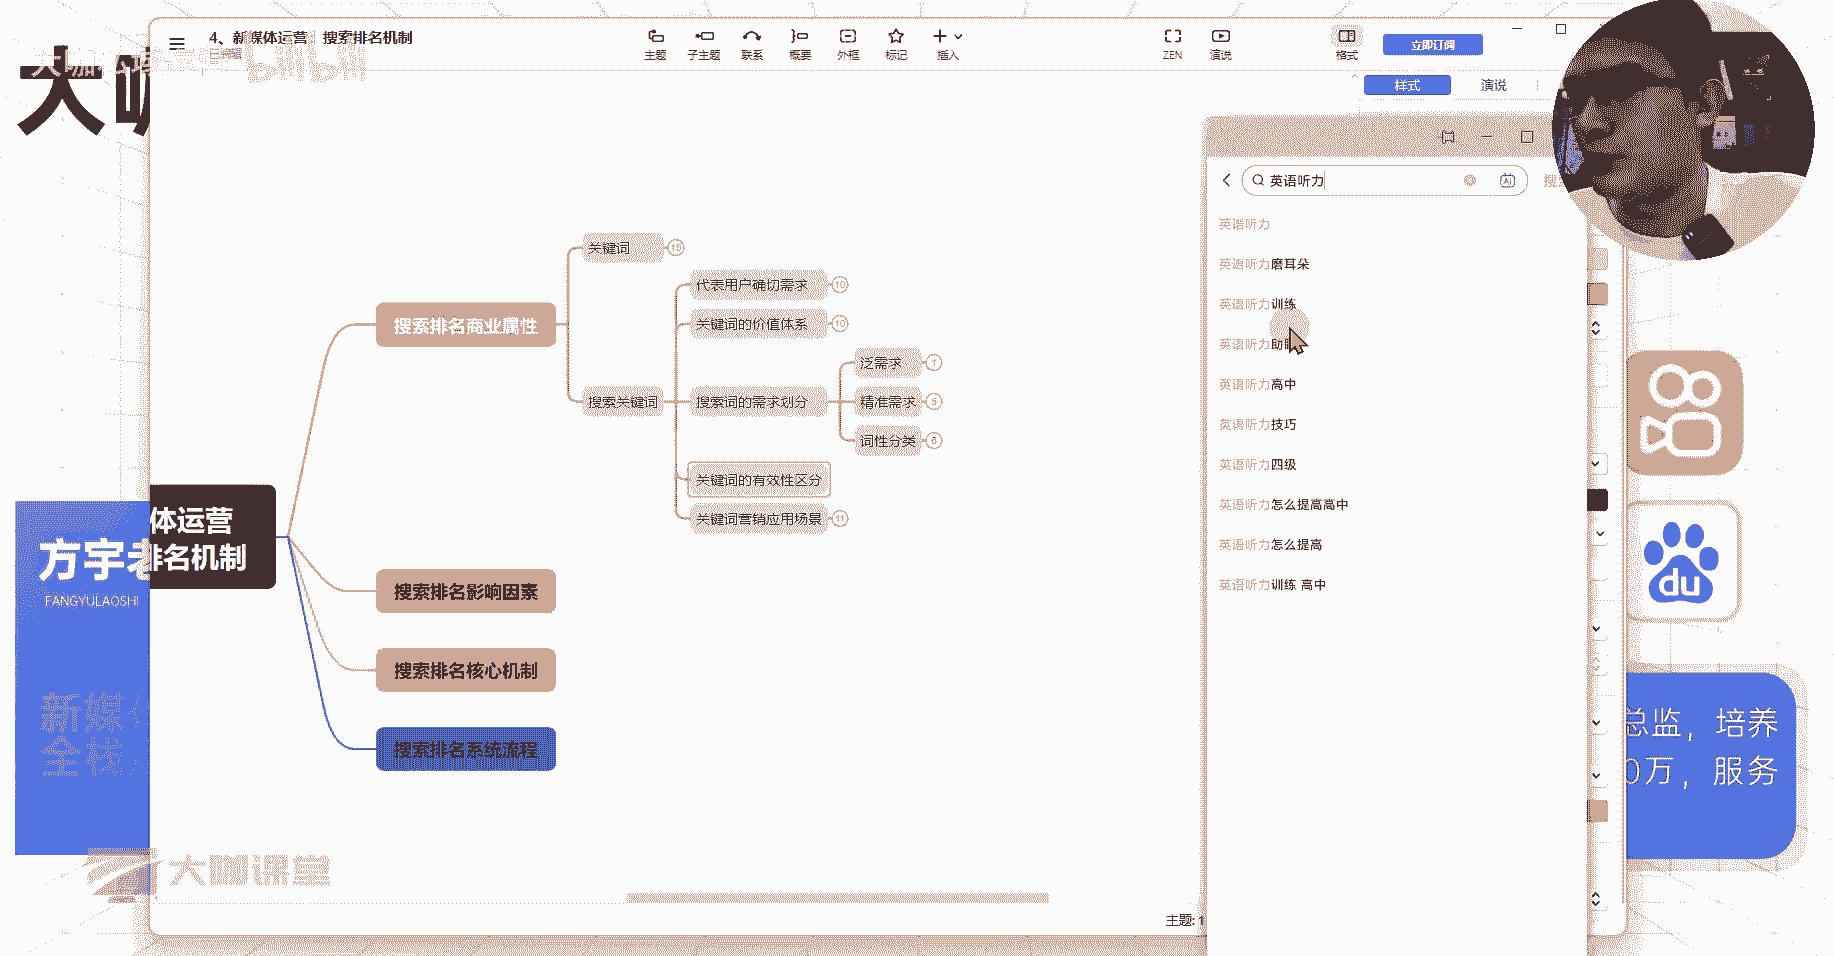 4、新媒体运营 | 搜索排名机制
已编辑
bilibili
主题
子主题
联系
概要
外框
标记
插入
ZEN
演说
格式
立即订阅
样式
演说
大咖
英语听力
Ai
搜
英语听力
英语听力磨耳朵
英语听力训练
英语听力助
英语听力高中
英语听力技巧
英语听力四级
英语听力怎么提高高中
英语听力怎么提高
英语听力训练 高中
关键词
15
代表用户确切需求
10
关键词的价值体系
10
搜索排名商业属性
泛需求
1
搜索关键词
搜索词的需求划分
精准需求
5
词性分类
6
关键词的有效性区分
关键词营销应用场景
11
体运营
排名机制
搜索排名影响因素
搜索排名核心机制
搜索排名系统流程
方宇老
FANGYULAOSHI
新媒体
全栈
du
总监，培养
0万，服务
大咖课堂
主题: 1